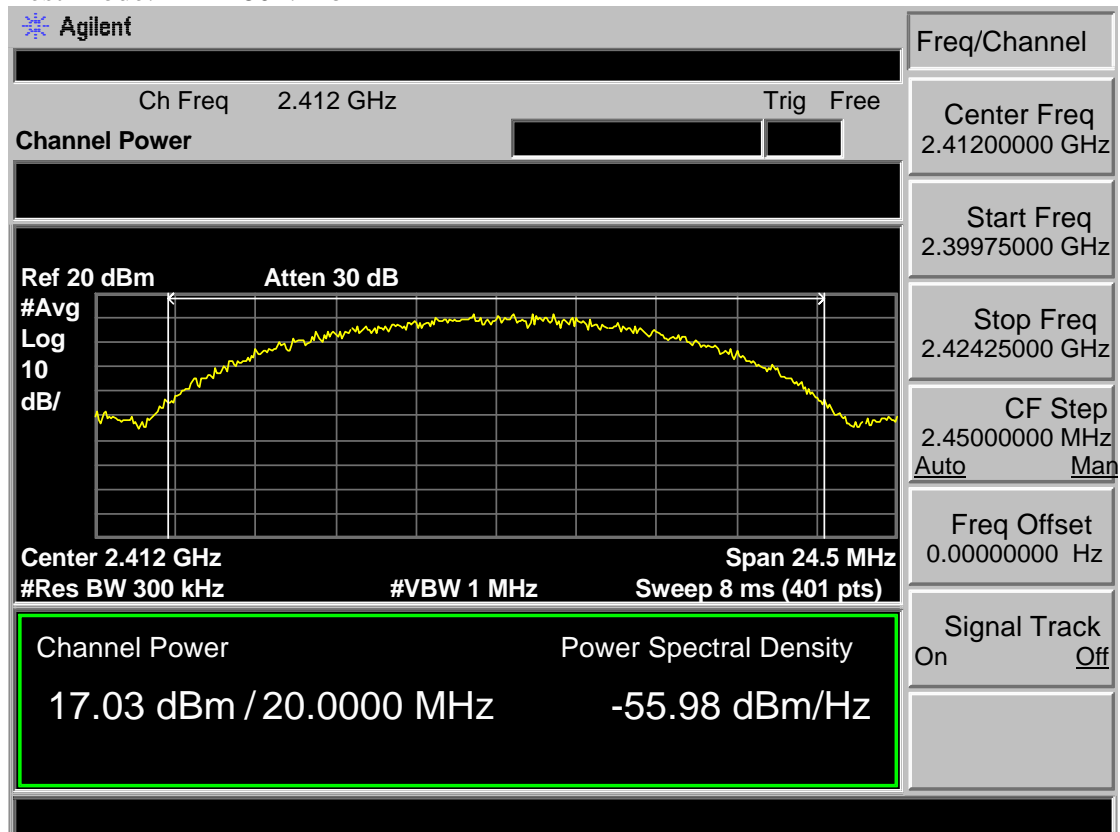 Agilent
Freq/Channel
Ch Freq 2.412 GHz Trig Free
Channel Power
Center Freq
2.41200000 GHz
Start Freq
2.39975000 GHz
Stop Freq
2.42425000 GHz
CF Step
2.45000000 MHz
Auto Man
Freq Offset
0.00000000 Hz
Signal Track
On Off
Ref 20 dBm Atten 30 dB
#Avg
Log
10
dB/
Center 2.412 GHz Span 24.5 MHz
#Res BW 300 kHz #VBW 1 MHz Sweep 8 ms (401 pts)
Channel Power Power Spectral Density
17.03 dBm / 20.0000 MHz -55.98 dBm/Hz